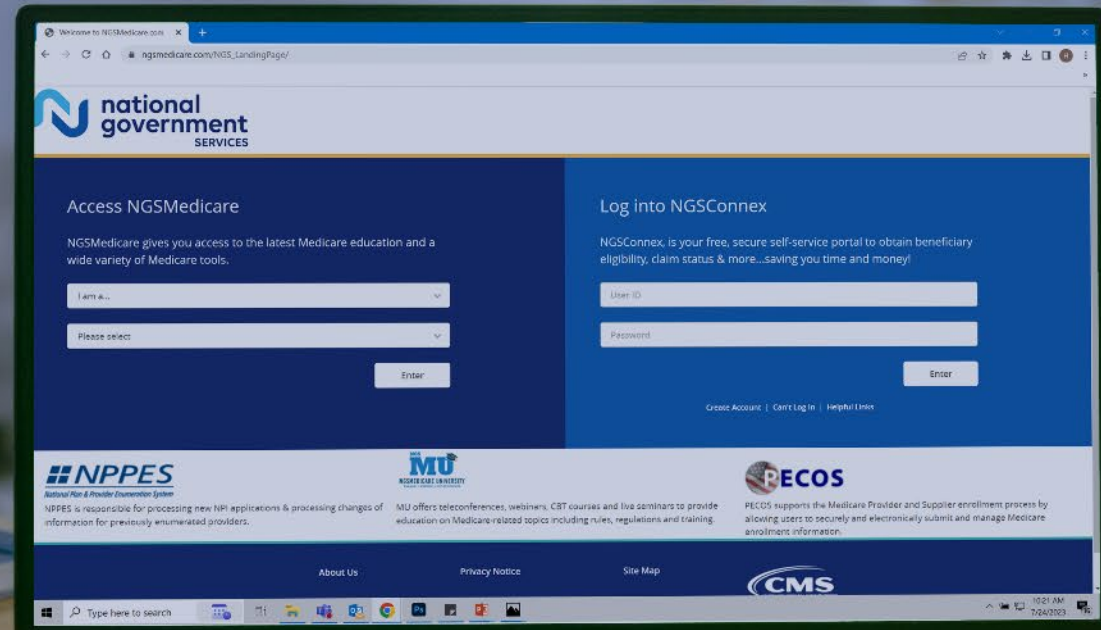 Welcome to NGSMedicare.com
ngsmedicare.com/NGS_LandingPage/
national
government
SERVICES
Access NGSMedicare
NGSMedicare gives you access to the latest Medicare education and a
wide variety of Medicare tools.
I am a...
Please select
Enter
Log into NGSConnex
NGSConnex, is your free, secure self-service portal to obtain beneficiary
eligibility, claim status & more...saving you time and money!
User ID
Password
Enter
Create Account | Can't Log In | Helpful Links
NPPES
National Plan & Provider Enumeration System
NPPES is responsible for processing new NPI applications & processing changes of
information for previously enumerated providers.
MU
NGSMEDICARE UNIVERSITY
MU offers teleconferences, webinars, CBT courses and live seminars to provide
education on Medicare-related topics including rules, regulations and training.
PECOS
PECOS supports the Medicare Provider and Supplier enrollment process by
allowing users to securely and electronically submit and manage Medicare
enrollment information.
About Us
Privacy Notice
Site Map
CMS
Type here to search
10:21 AM
7/24/2023